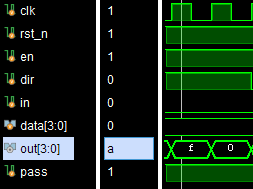 clk 1
rst_n 1
en 1
dir 0
in 0
data[3:0] 0
out[3:0] a f 0
pass 1